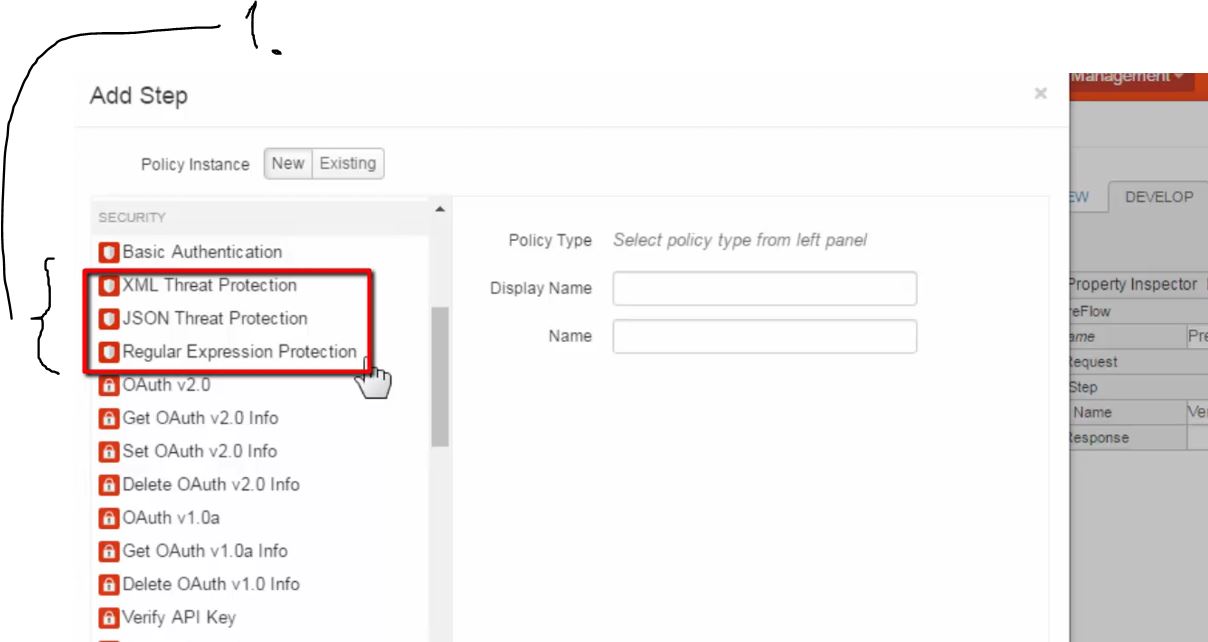 1.
Management
Add Step ×
Policy Instance New Existing
EW DEVELOP
SECURITY
Basic Authentication
Policy Type Select policy type from left panel
XML Threat Protection
Display Name
Property Inspector
JSON Threat Protection
reFlow
Name
ame Pre
Regular Expression Protection
Request
OAuth v2.0
Step
Get OAuth v2.0 Info
Name Ver
Set OAuth v2.0 Info
Response
Delete OAuth v2.0 Info
OAuth v1.0a
Get OAuth v1.0a Info
Delete OAuth v1.0 Info
Verify API Key